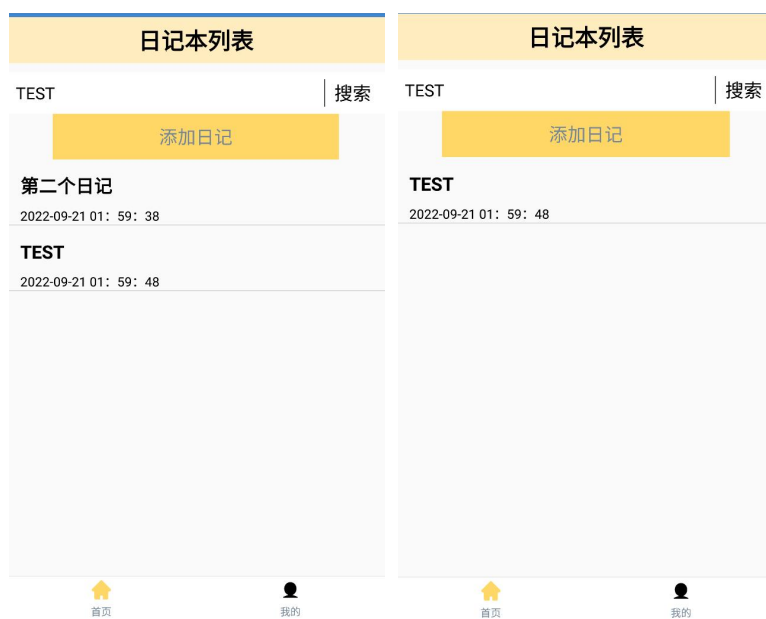 日记本列表
TEST
搜索
添加日记
第二个日记
2022-09-21 01：59：38
TEST
2022-09-21 01：59：48
首页
我的
日记本列表
TEST
搜索
添加日记
TEST
2022-09-21 01：59：48
首页
我的